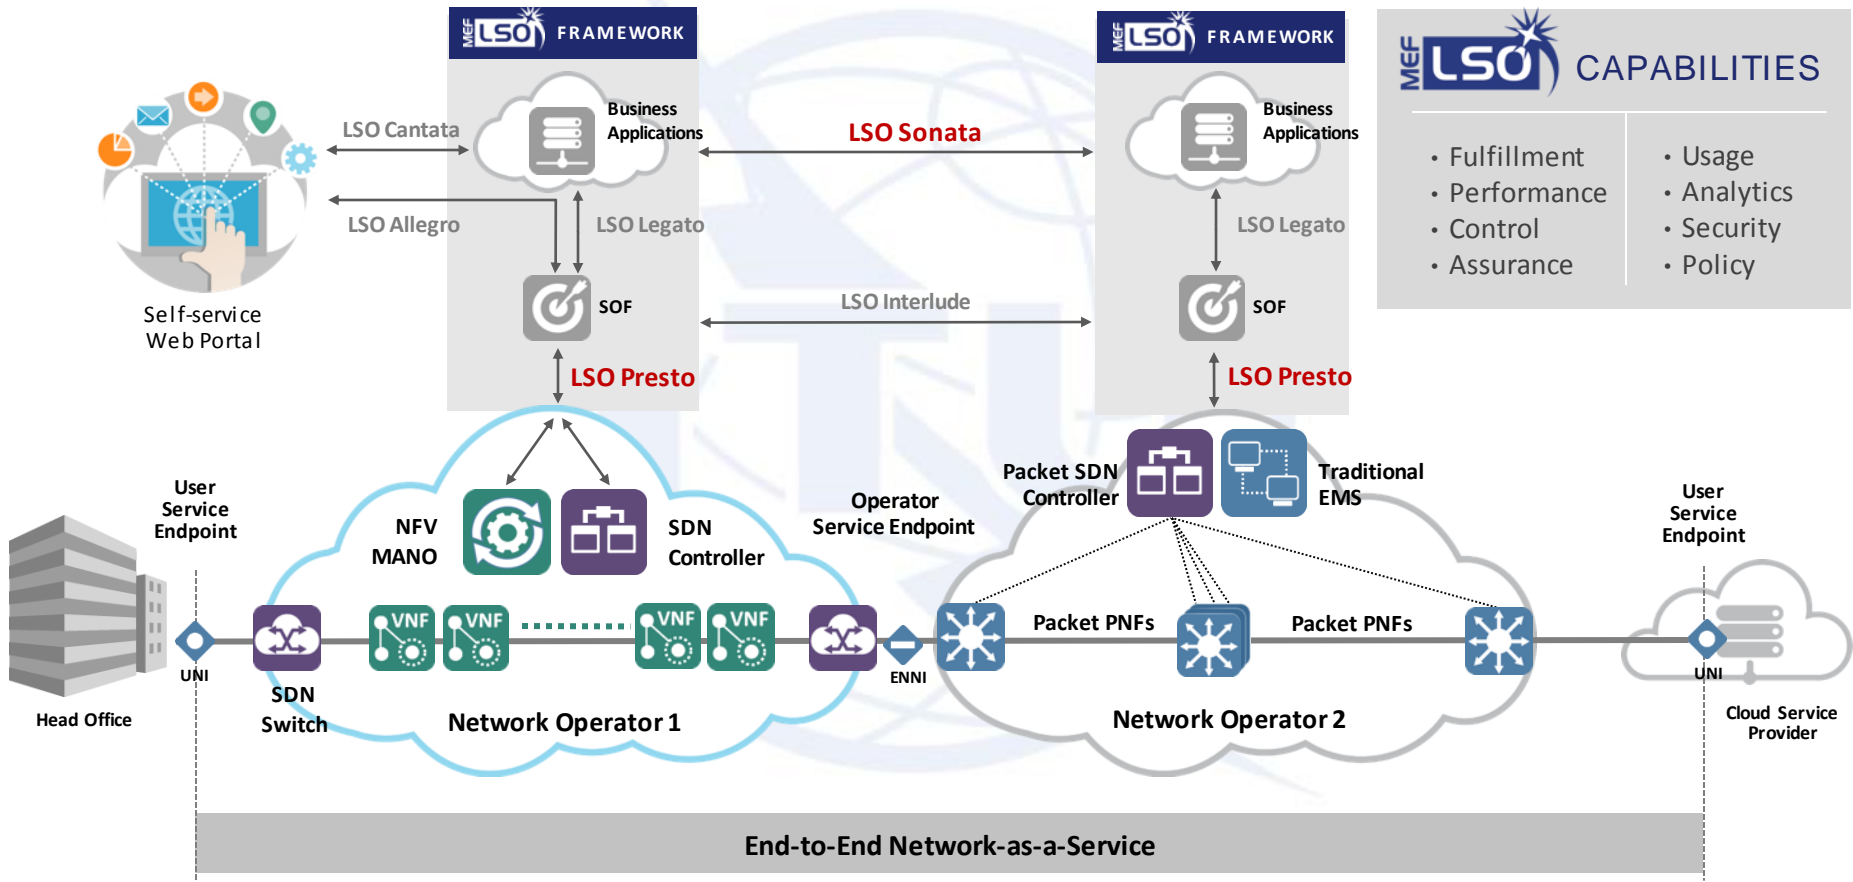 MEF LSO FRAMEWORK
MEF LSO FRAMEWORK
MEF LSO CAPABILITIES
• Fulfillment
• Performance
• Control
• Assurance
• Usage
• Analytics
• Security
• Policy
Business
Applications
Business
Applications
LSO Cantata
LSO Sonata
LSO Allegro
LSO Legato
LSO Legato
Self-service
Web Portal
SOF
LSO Interlude
SOF
LSO Presto
LSO Presto
User
Service
Endpoint
NFV
MANO
SDN
Controller
Operator
Service Endpoint
Packet SDN
Controller
Traditional
EMS
User
Service
Endpoint
VNF
VNF
VNF
VNF
Packet PNFs
Packet PNFs
UNI
ENNI
UNI
SDN
Switch
Head Office
Network Operator 1
Network Operator 2
Cloud Service
Provider
End-to-End Network-as-a-Service
ITU